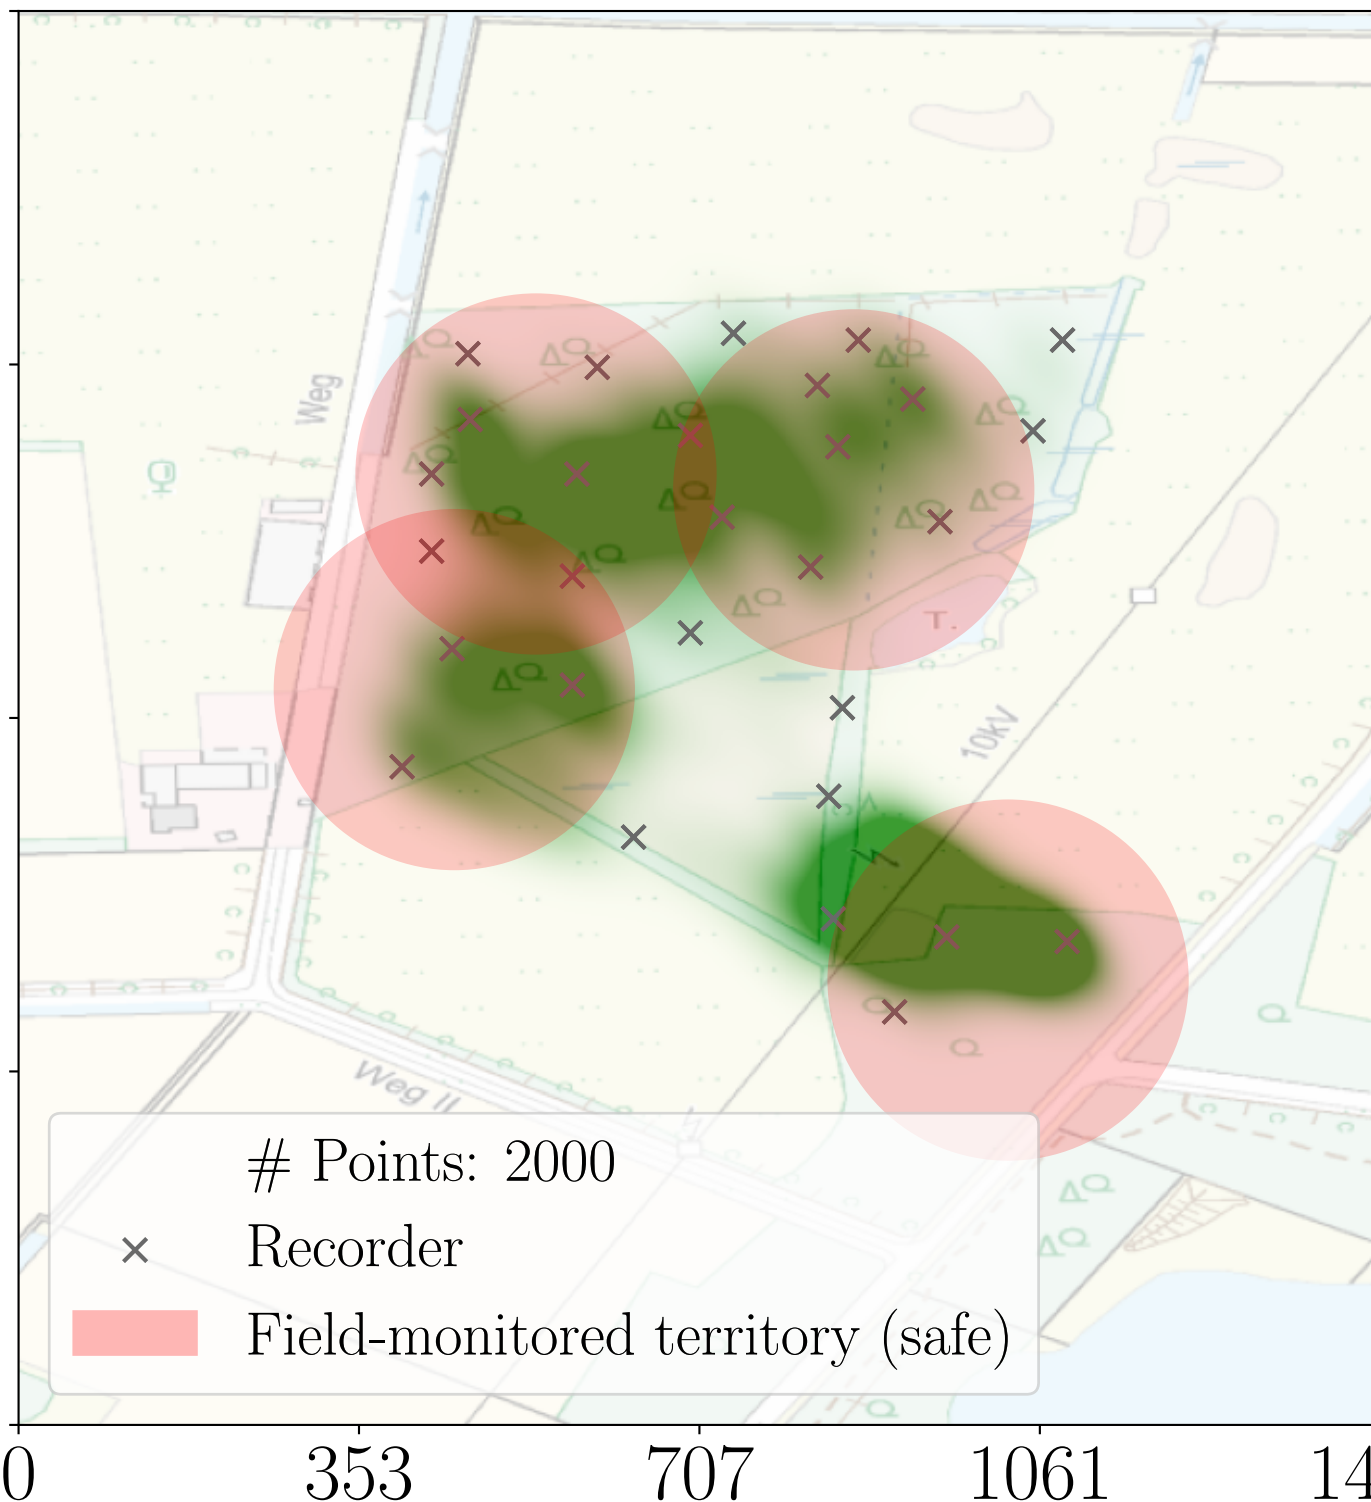 Weg
T.
10kV
Weg II
# Points: 2000
Recorder
Field-monitored territory (safe)
0 353 707 1061